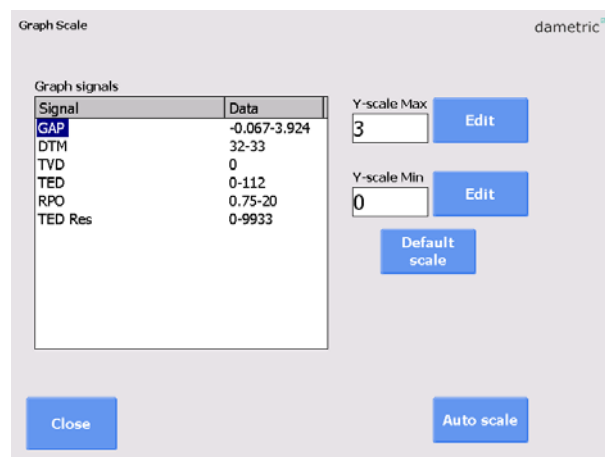 Graph Scale
dametric
Graph signals
Signal Data
GAP -0.067-3.924
DTM 32-33
TVD 0
TED 0-112
RPO 0.75-20
TED Res 0-9933
Y-scale Max
3 Edit
Y-scale Min
0 Edit
Default
scale
Close
Auto scale